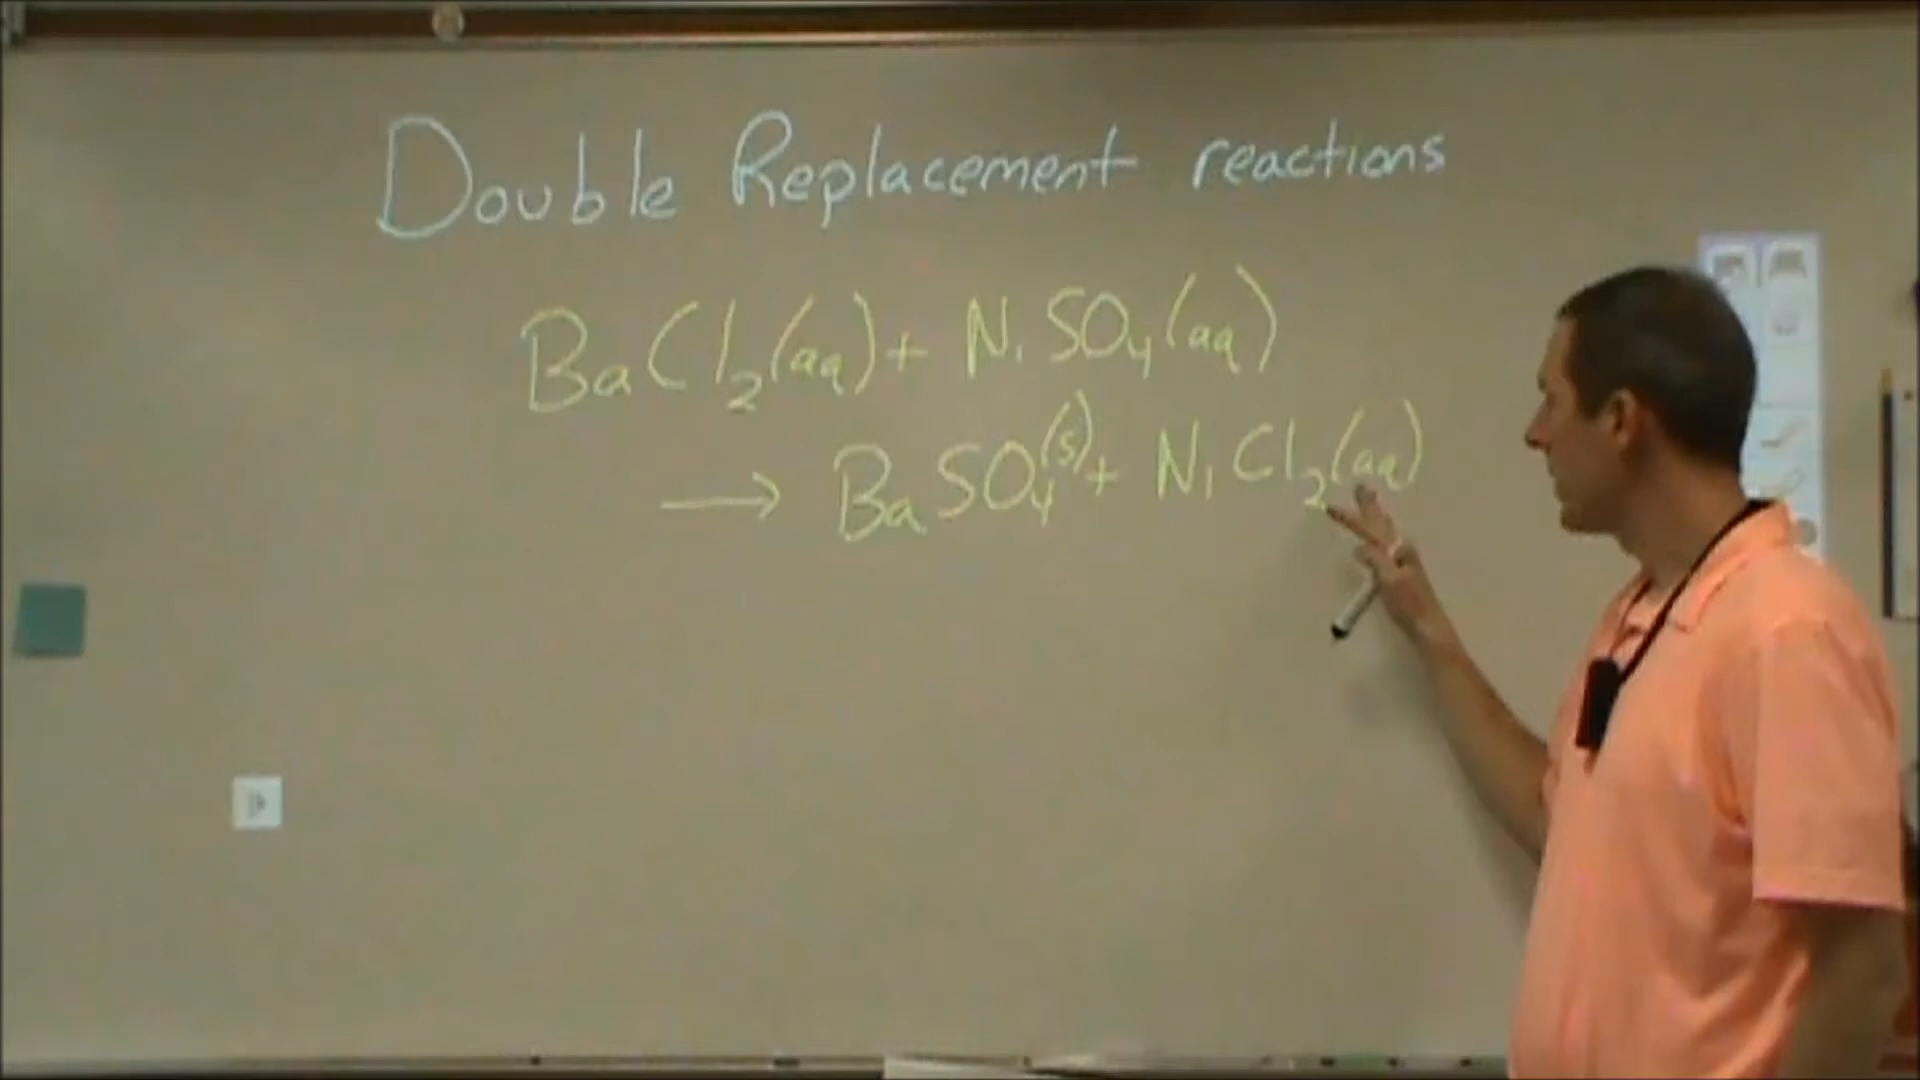 Double Replacement reactions
BaCl₂(aq) + NiSO₄(aq)
→ BaSO₄(s) + NiCl₂(aq)